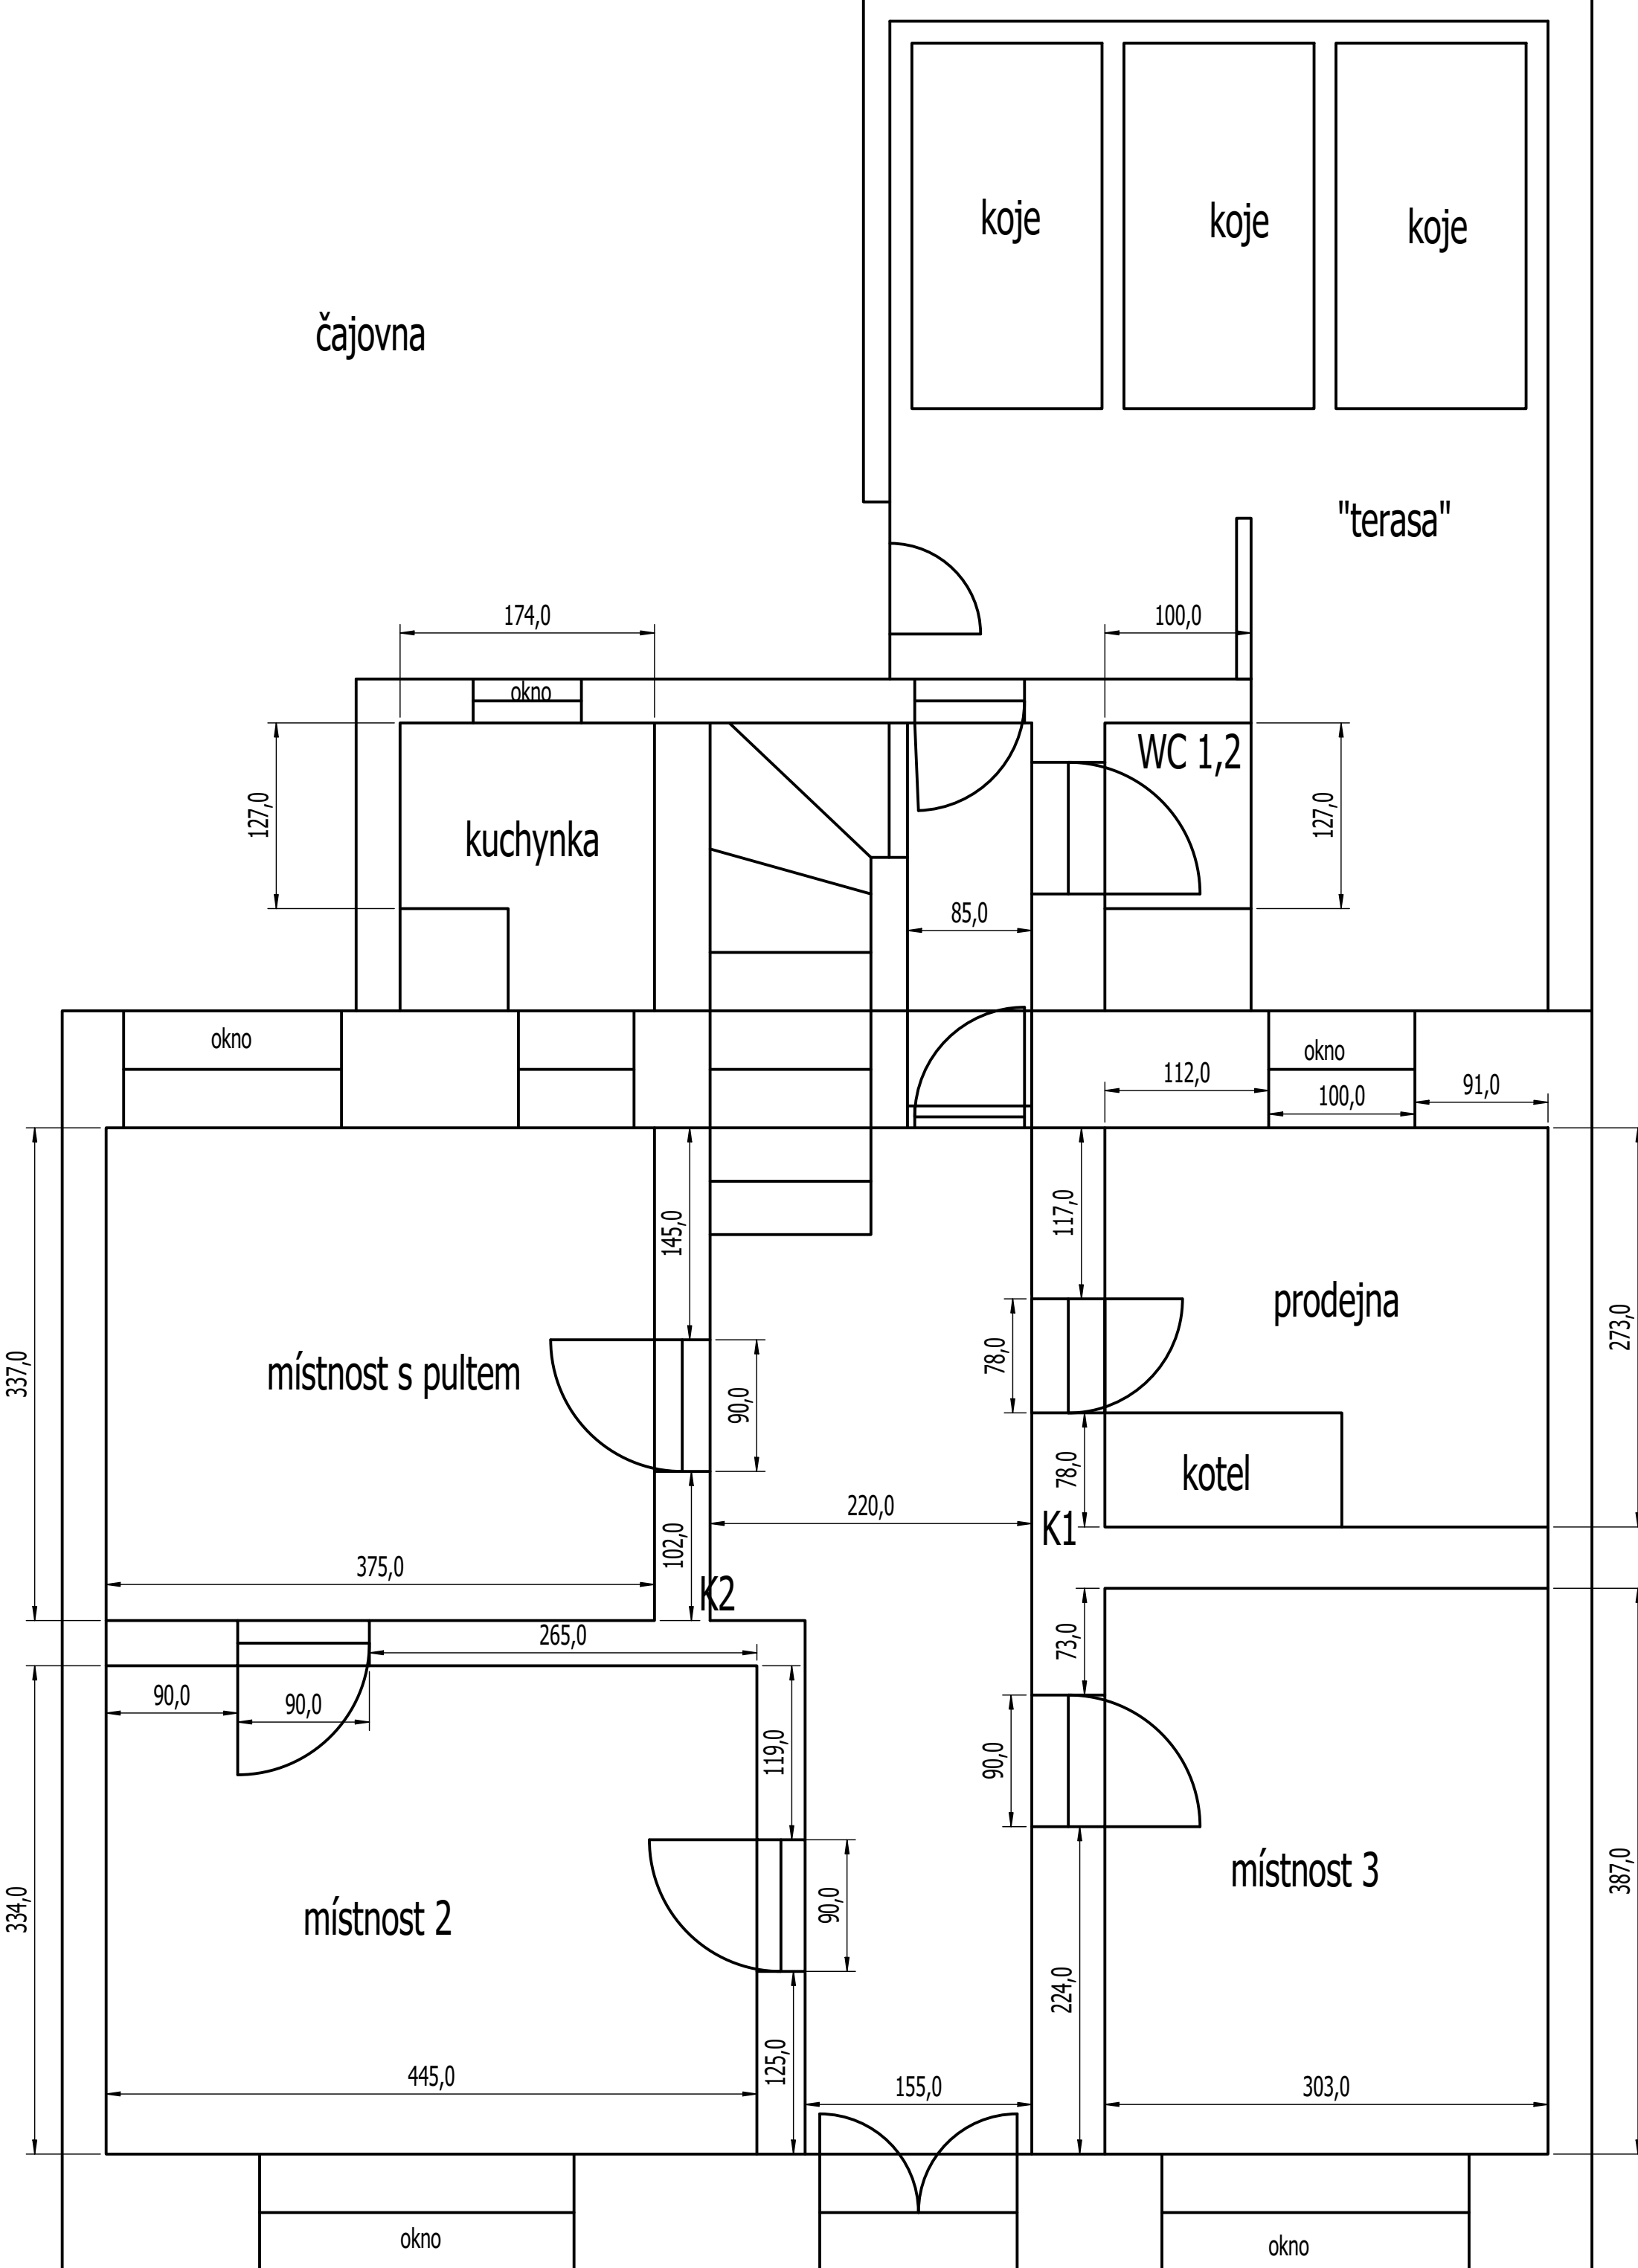 koje
koje
koje
čajovna
"terasa"
174,0
100,0
okno
WC 1,2
127,0
kuchynka
127,0
85,0
okno
okno
112,0
100,0
91,0
145,0
117,0
prodejna
273,0
337,0
místnost s pultem
78,0
90,0
kotel
78,0
220,0
K1
102,0
375,0
K2
265,0
73,0
90,0
90,0
119,0
90,0
místnost 3
387,0
334,0
místnost 2
90,0
224,0
125,0
445,0
155,0
303,0
okno
okno